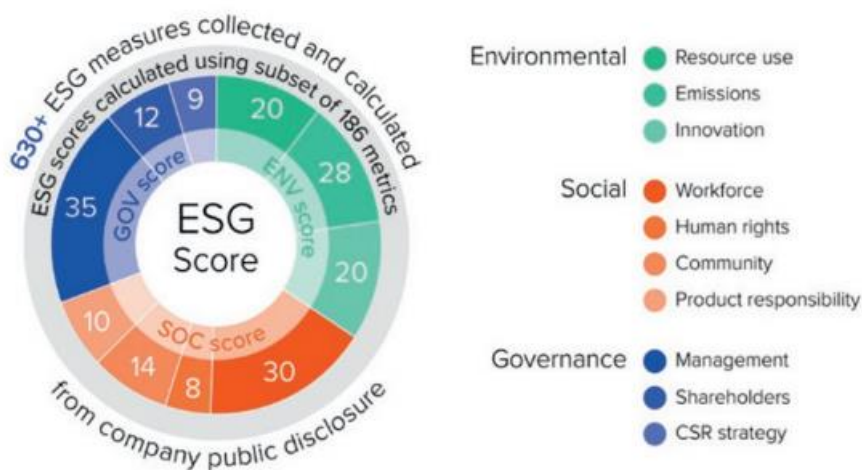 630+ ESG measures collected and calculated
from company public disclosure
ESG scores calculated using subset of 186 metrics
ENV score
SOC score
GOV score
ESG
Score
20
28
20
30
8
14
10
35
12
9
Environmental
Resource use
Emissions
Innovation
Social
Workforce
Human rights
Community
Product responsibility
Governance
Management
Shareholders
CSR strategy